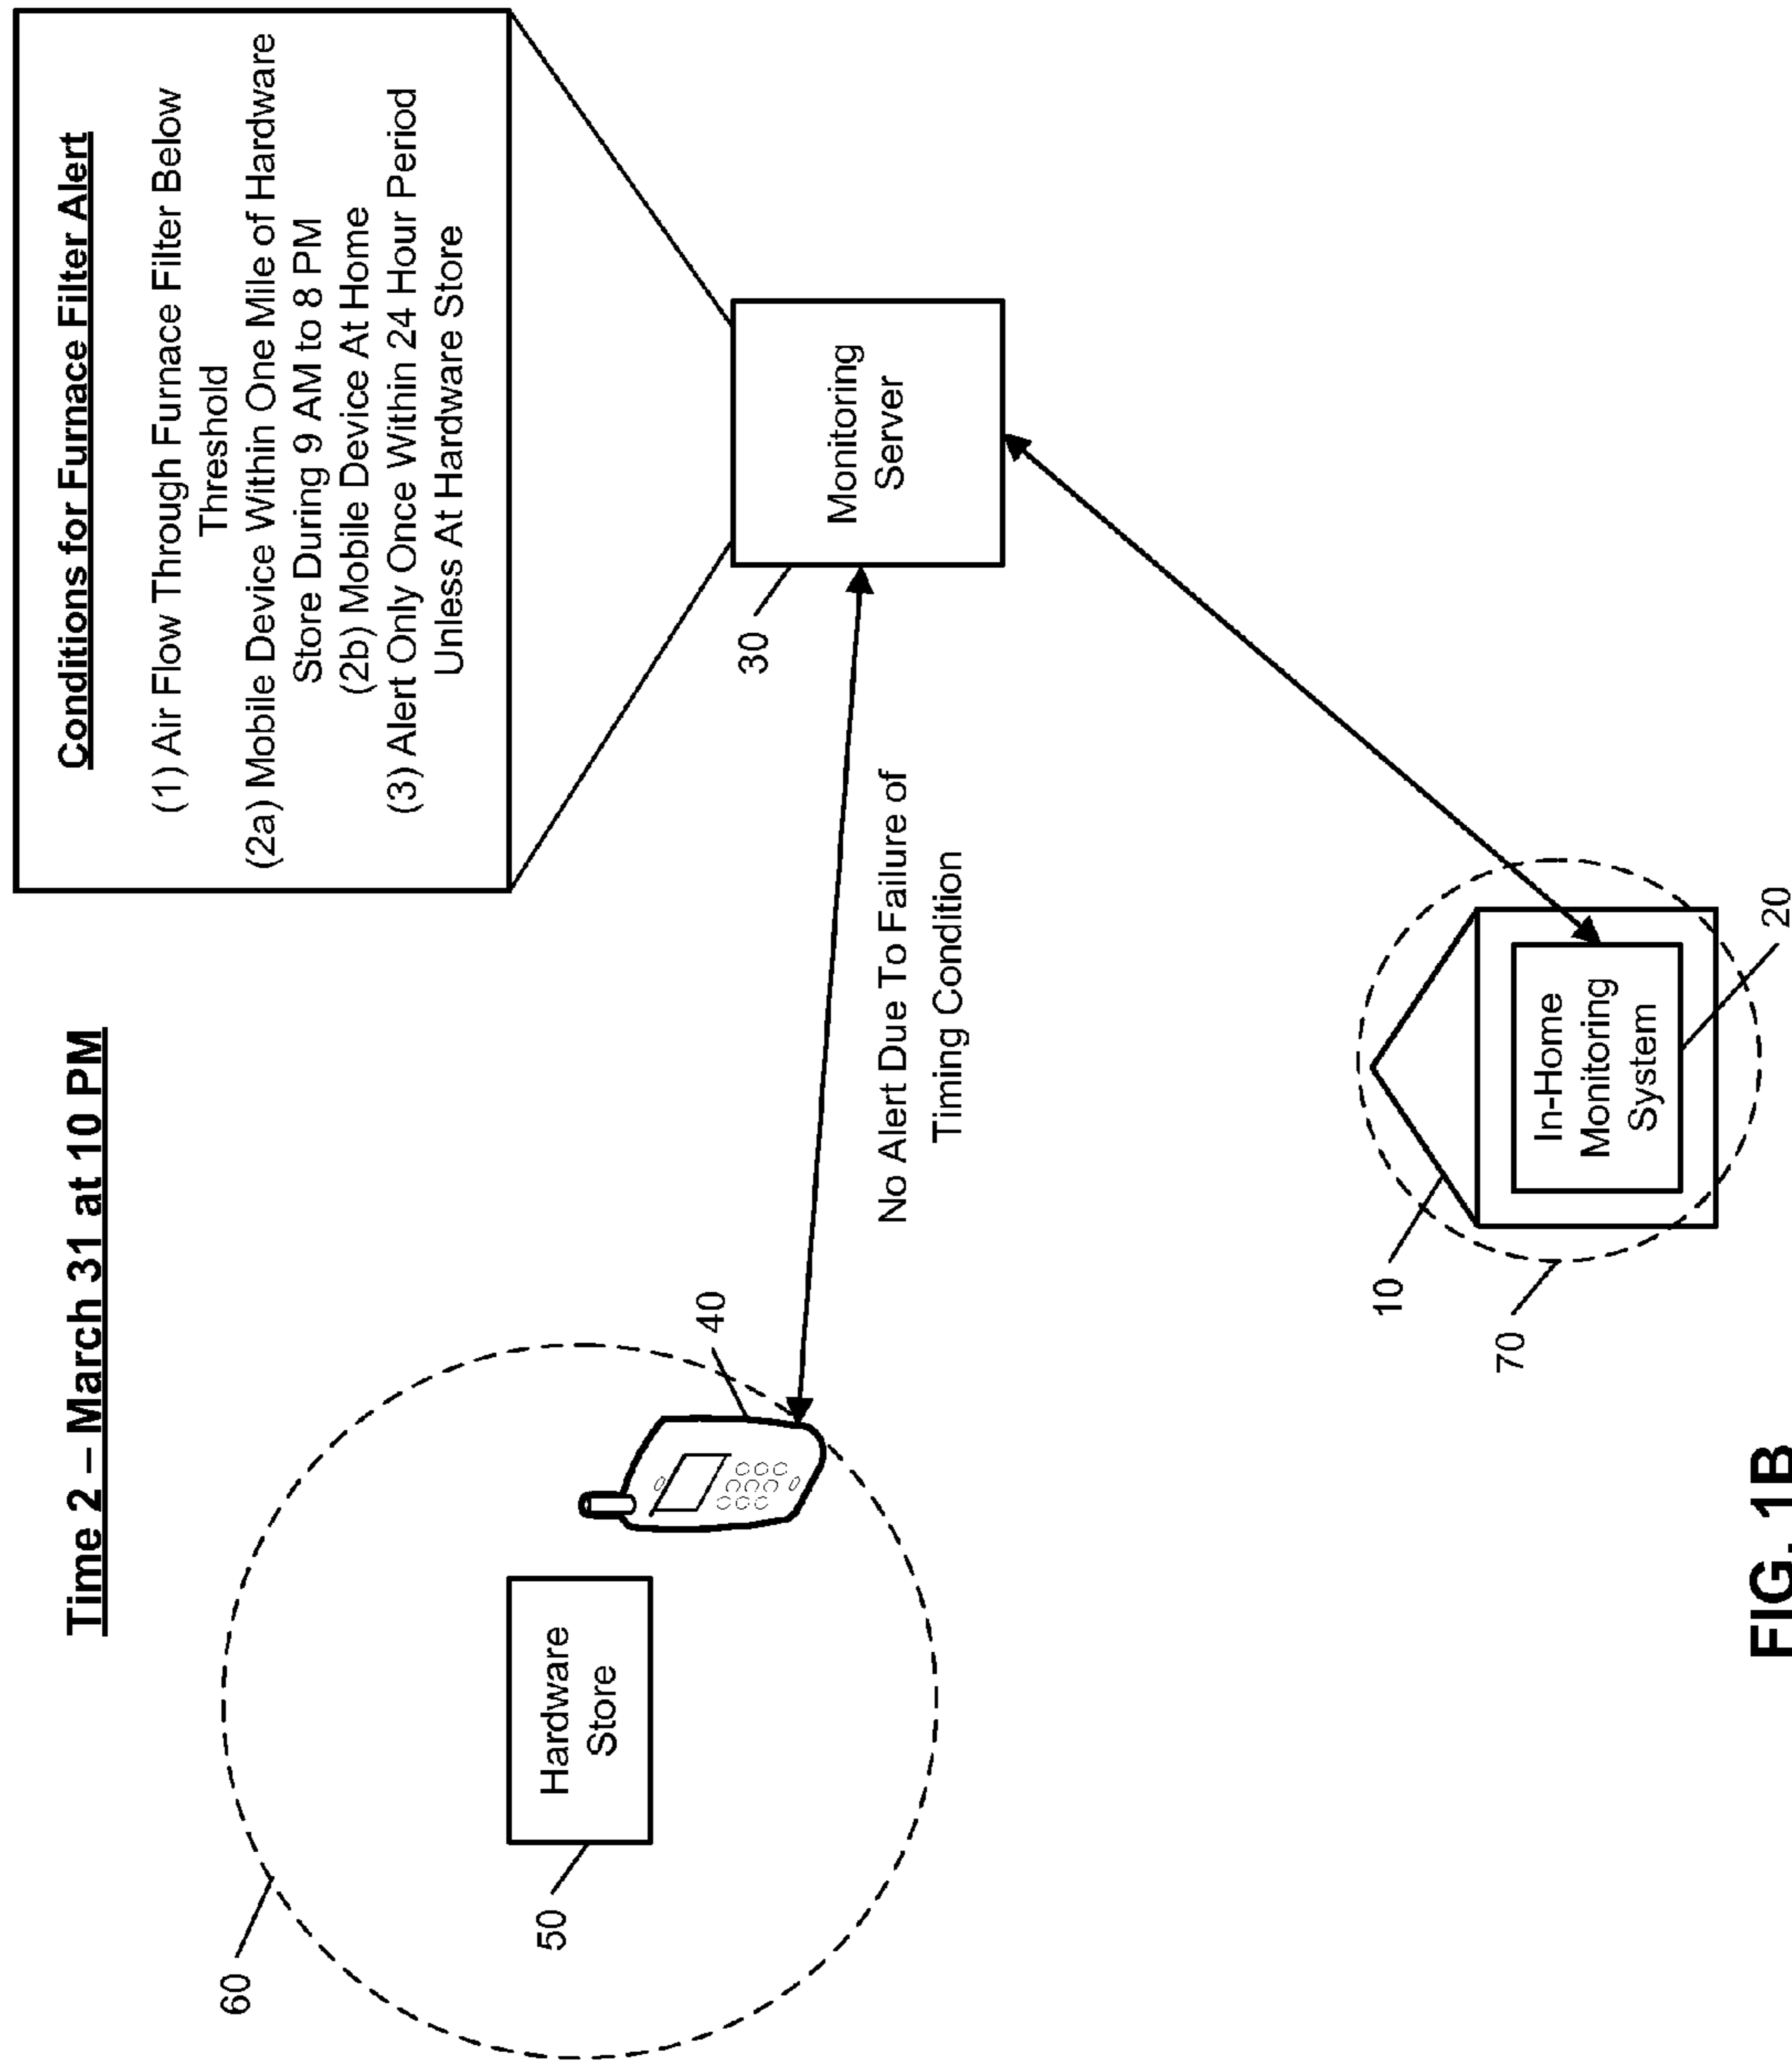 Time 2 – March 31 at 10 PM
Conditions for Furnace Filter Alert
(1) Air Flow Through Furnace Filter Below
Threshold
(2a) Mobile Device Within One Mile of Hardware
Store During 9 AM to 8 PM
(2b) Mobile Device At Home
(3) Alert Only Once Within 24 Hour Period
Unless At Hardware Store
60
50
Hardware
Store
40
30
Monitoring
Server
No Alert Due To Failure of
Timing Condition
10
70
In-Home
Monitoring
System
20
FIG. 1B